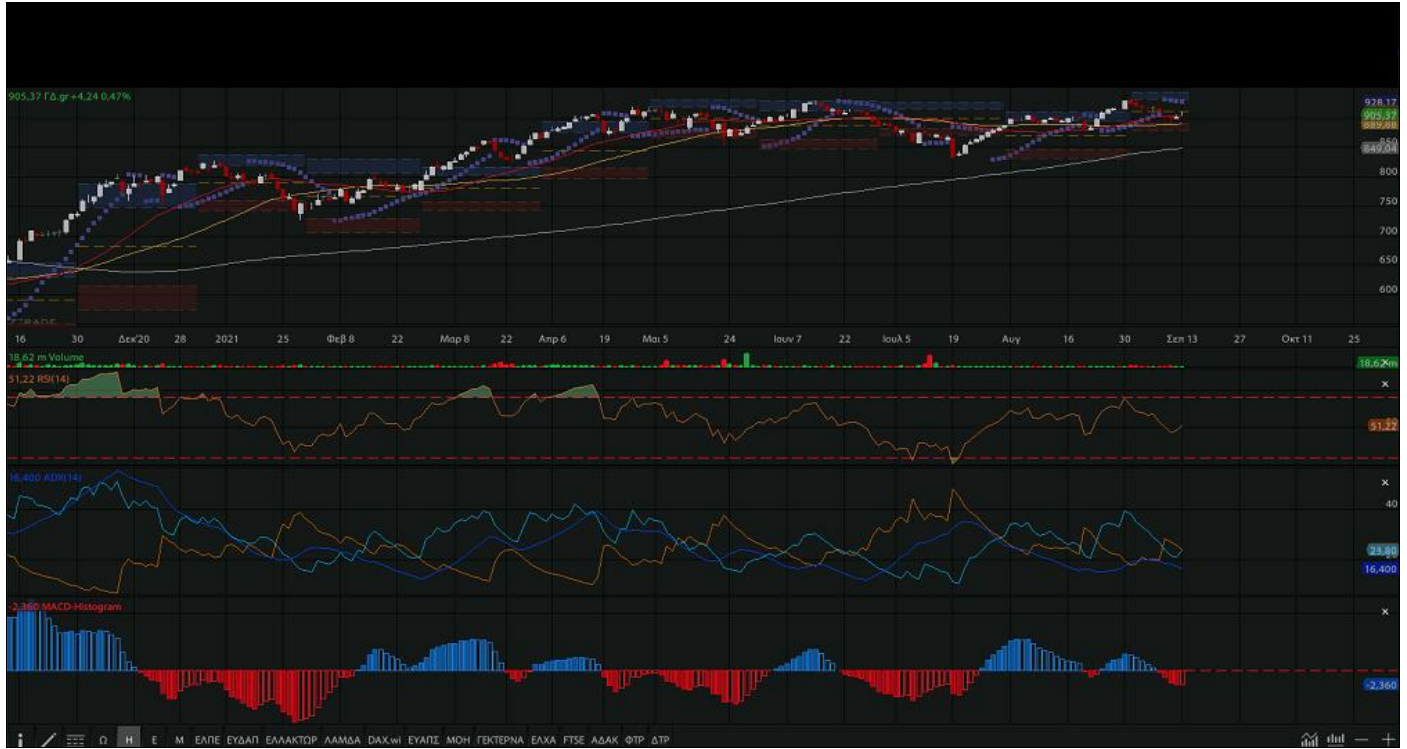 905,37 ΓΔ.gr +4,24 0,47%
928,17
905,37
889,88
849,04
800
750
700
650
600
16 30 Δεκ'20 28 2021 25 Φεβ 8 22 Μαρ 8 22 Απρ 6 19 Μαι 5 24 Ιουν 7 22 Ιουλ 5 19 Αυγ 16 30 Σεπ 13 27 Οκτ 11 25
18,62 m Volume
18,62 m
51,22 RSI(14)
51,22
16,400 ADX(14)
40
23,80
16,400
-2,360 MACD-Histogram
-2,360
Ω Η Ε Μ ΕΛΠΕ ΕΥΔΑΠ ΕΛΛΑΚΤΩΡ ΛΑΜΔΑ DAX.wi ΕΥΑΠΣ ΜΟΗ ΓΕΚΤΕΡΝΑ ΕΛΧΑ FTSE ΑΔΑΚ ΦΤΡ ΔΤΡ